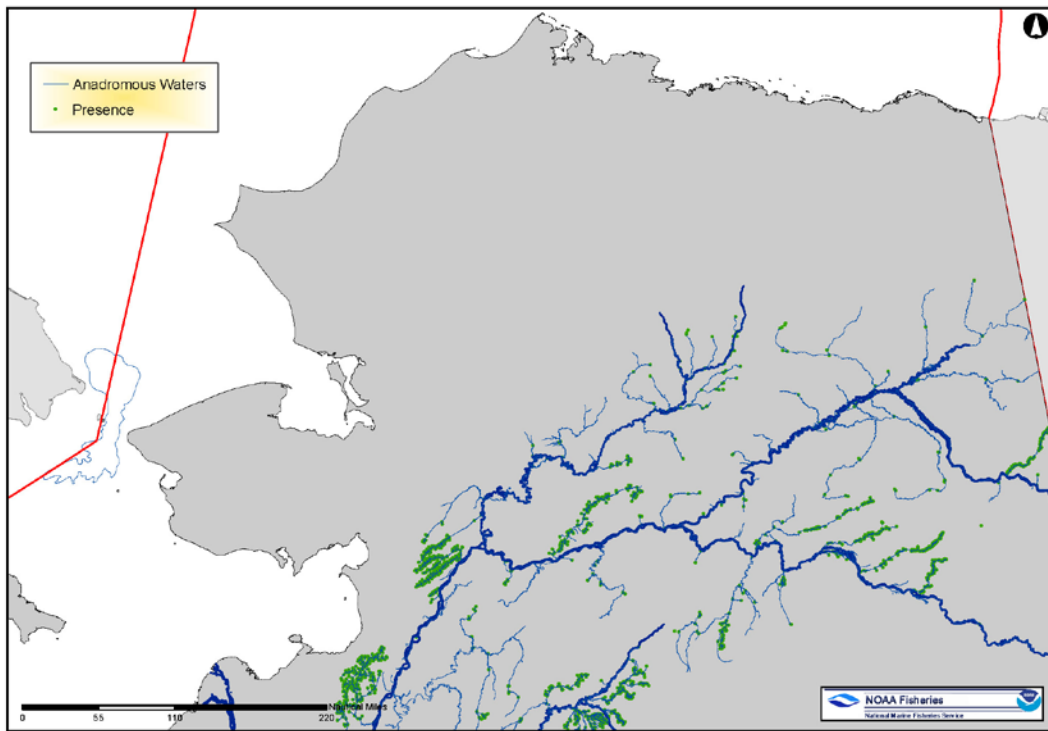 Anadromous Waters
Presence
Nautical Miles
0 55 110 220
NOAA Fisheries
National Marine Fisheries Service